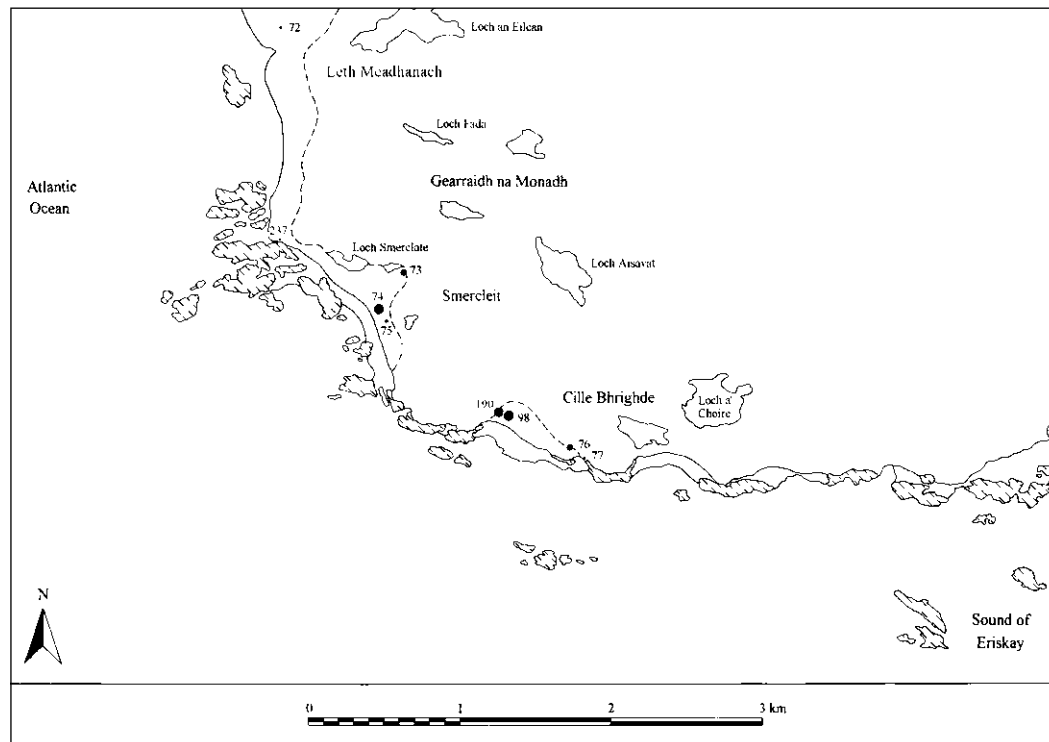 72
Loch an Eilean
Leth Meadhanach
Loch Fada
Gearraidh na Monadh
Atlantic
Ocean
237
Loch Smerclate
73
Loch Arsavat
Smercleit
74
75
Cille Bhrighde
Loch a'
Choire
190
98
76
77
N
Sound of
Eriskay
0
1
2
3 km